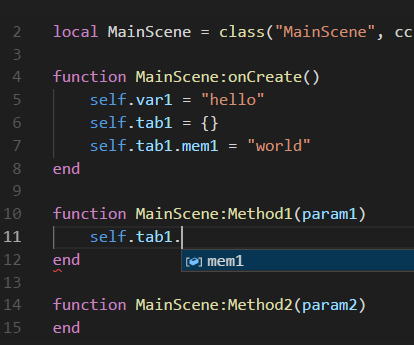 2 local MainScene = class("MainScene", cc
3
4 function MainScene:onCreate()
5 self.var1 = "hello"
6 self.tab1 = {}
7 self.tab1.mem1 = "world"
8 end
9
10 function MainScene:Method1(param1)
11 self.tab1.
12 end mem1
13
14 function MainScene:Method2(param2)
15 end